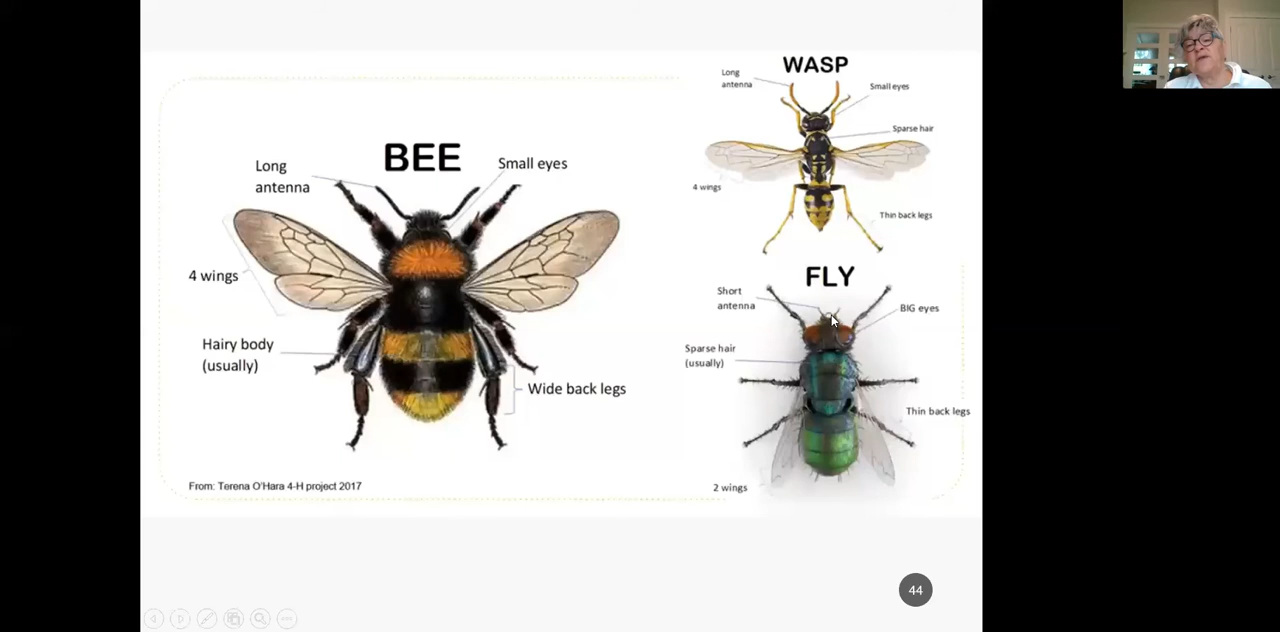 BEE
Long
antenna
Small eyes
4 wings
Hairy body
(usually)
Wide back legs
From: Terena O'Hara 4-H project 2017
WASP
Long
antenna
Small eyes
Sparse hair
4 wings
Thin back legs
FLY
Short
antenna
BIG eyes
Sparse hair
(usually)
Thin back legs
2 wings
44